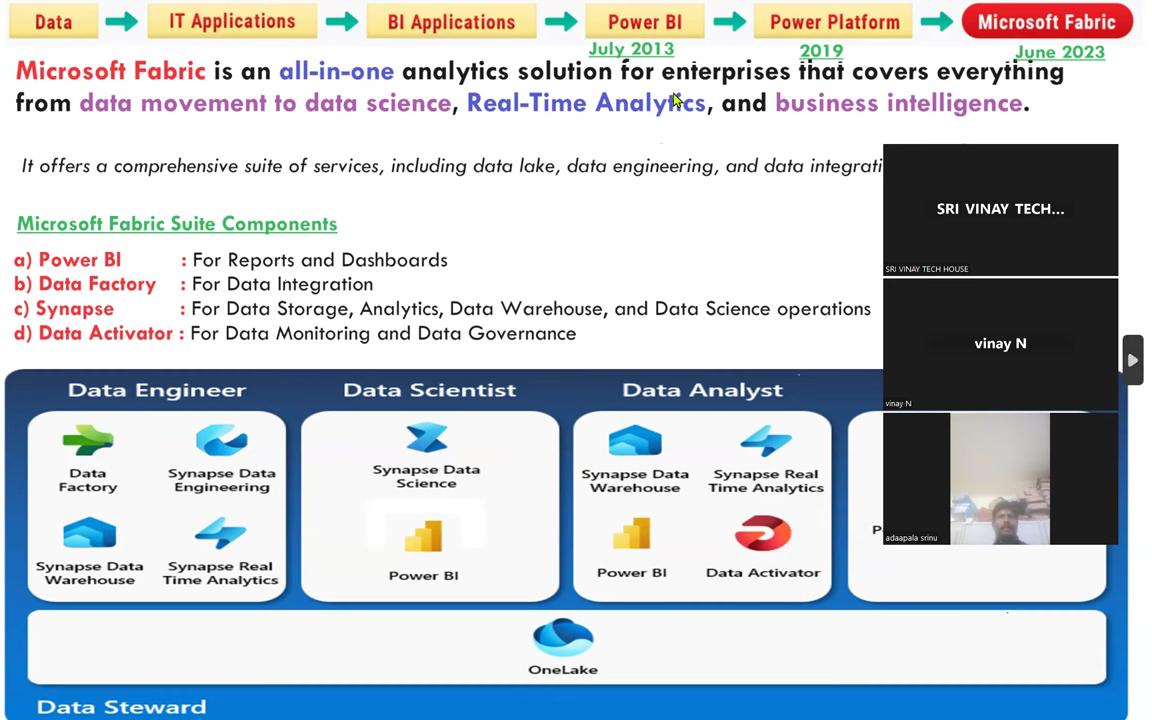 Data IT Applications BI Applications Power BI Power Platform Microsoft Fabric
July 2013 2019 June 2023
Microsoft Fabric is an all-in-one analytics solution for enterprises that covers everything
from data movement to data science, Real-Time Analytics, and business intelligence.
It offers a comprehensive suite of services, including data lake, data engineering, and data integrati
SRI VINAY TECH...
SRI VINAY TECH HOUSE
Microsoft Fabric Suite Components
a) Power BI : For Reports and Dashboards
b) Data Factory : For Data Integration
c) Synapse : For Data Storage, Analytics, Data Warehouse, and Data Science operations
d) Data Activator : For Data Monitoring and Data Governance
vinay N
vinay N
adaapala srinu
Data Engineer Data Scientist Data Analyst
Data
Factory
Synapse Data
Engineering
Synapse Data
Warehouse
Synapse Real
Time Analytics
Synapse Data
Science
Power BI
Synapse Data
Warehouse
Synapse Real
Time Analytics
Power BI
Data Activator
OneLake
Data Steward